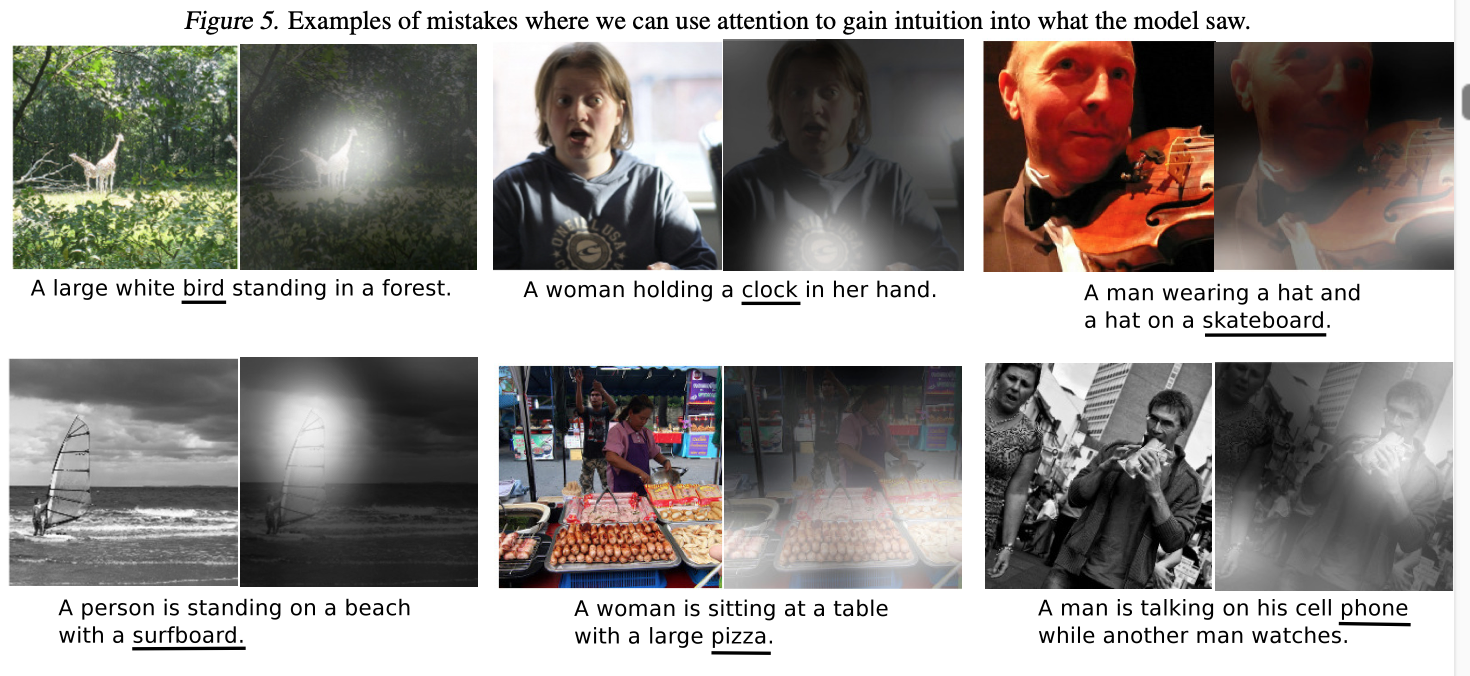 Figure 5. Examples of mistakes where we can use attention to gain intuition into what the model saw.
O'NEILL USA
A large white bird standing in a forest.
A woman holding a clock in her hand.
A man wearing a hat and
a hat on a skateboard.
A person is standing on a beach
with a surfboard.
A woman is sitting at a table
with a large pizza.
A man is talking on his cell phone
while another man watches.